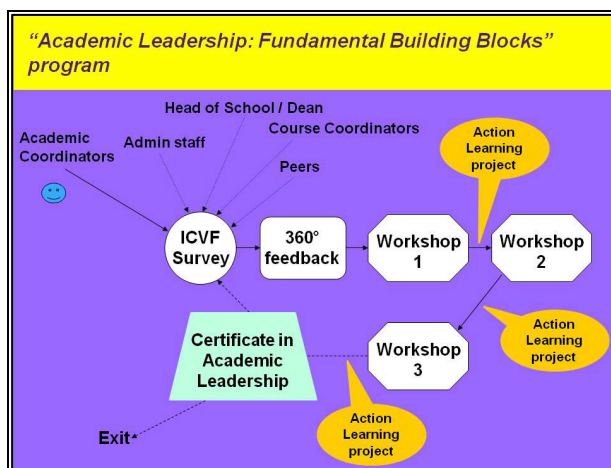 “Academic Leadership: Fundamental Building Blocks”
program
Head of School / Dean
Academic
Coordinators
Admin staff
Course Coordinators
Peers
Action
Learning
project
ICVF
Survey
360°
feedback
Workshop
1
Workshop
2
Action
Learning
project
Workshop
3
Certificate in
Academic
Leadership
Action
Learning
project
Exit